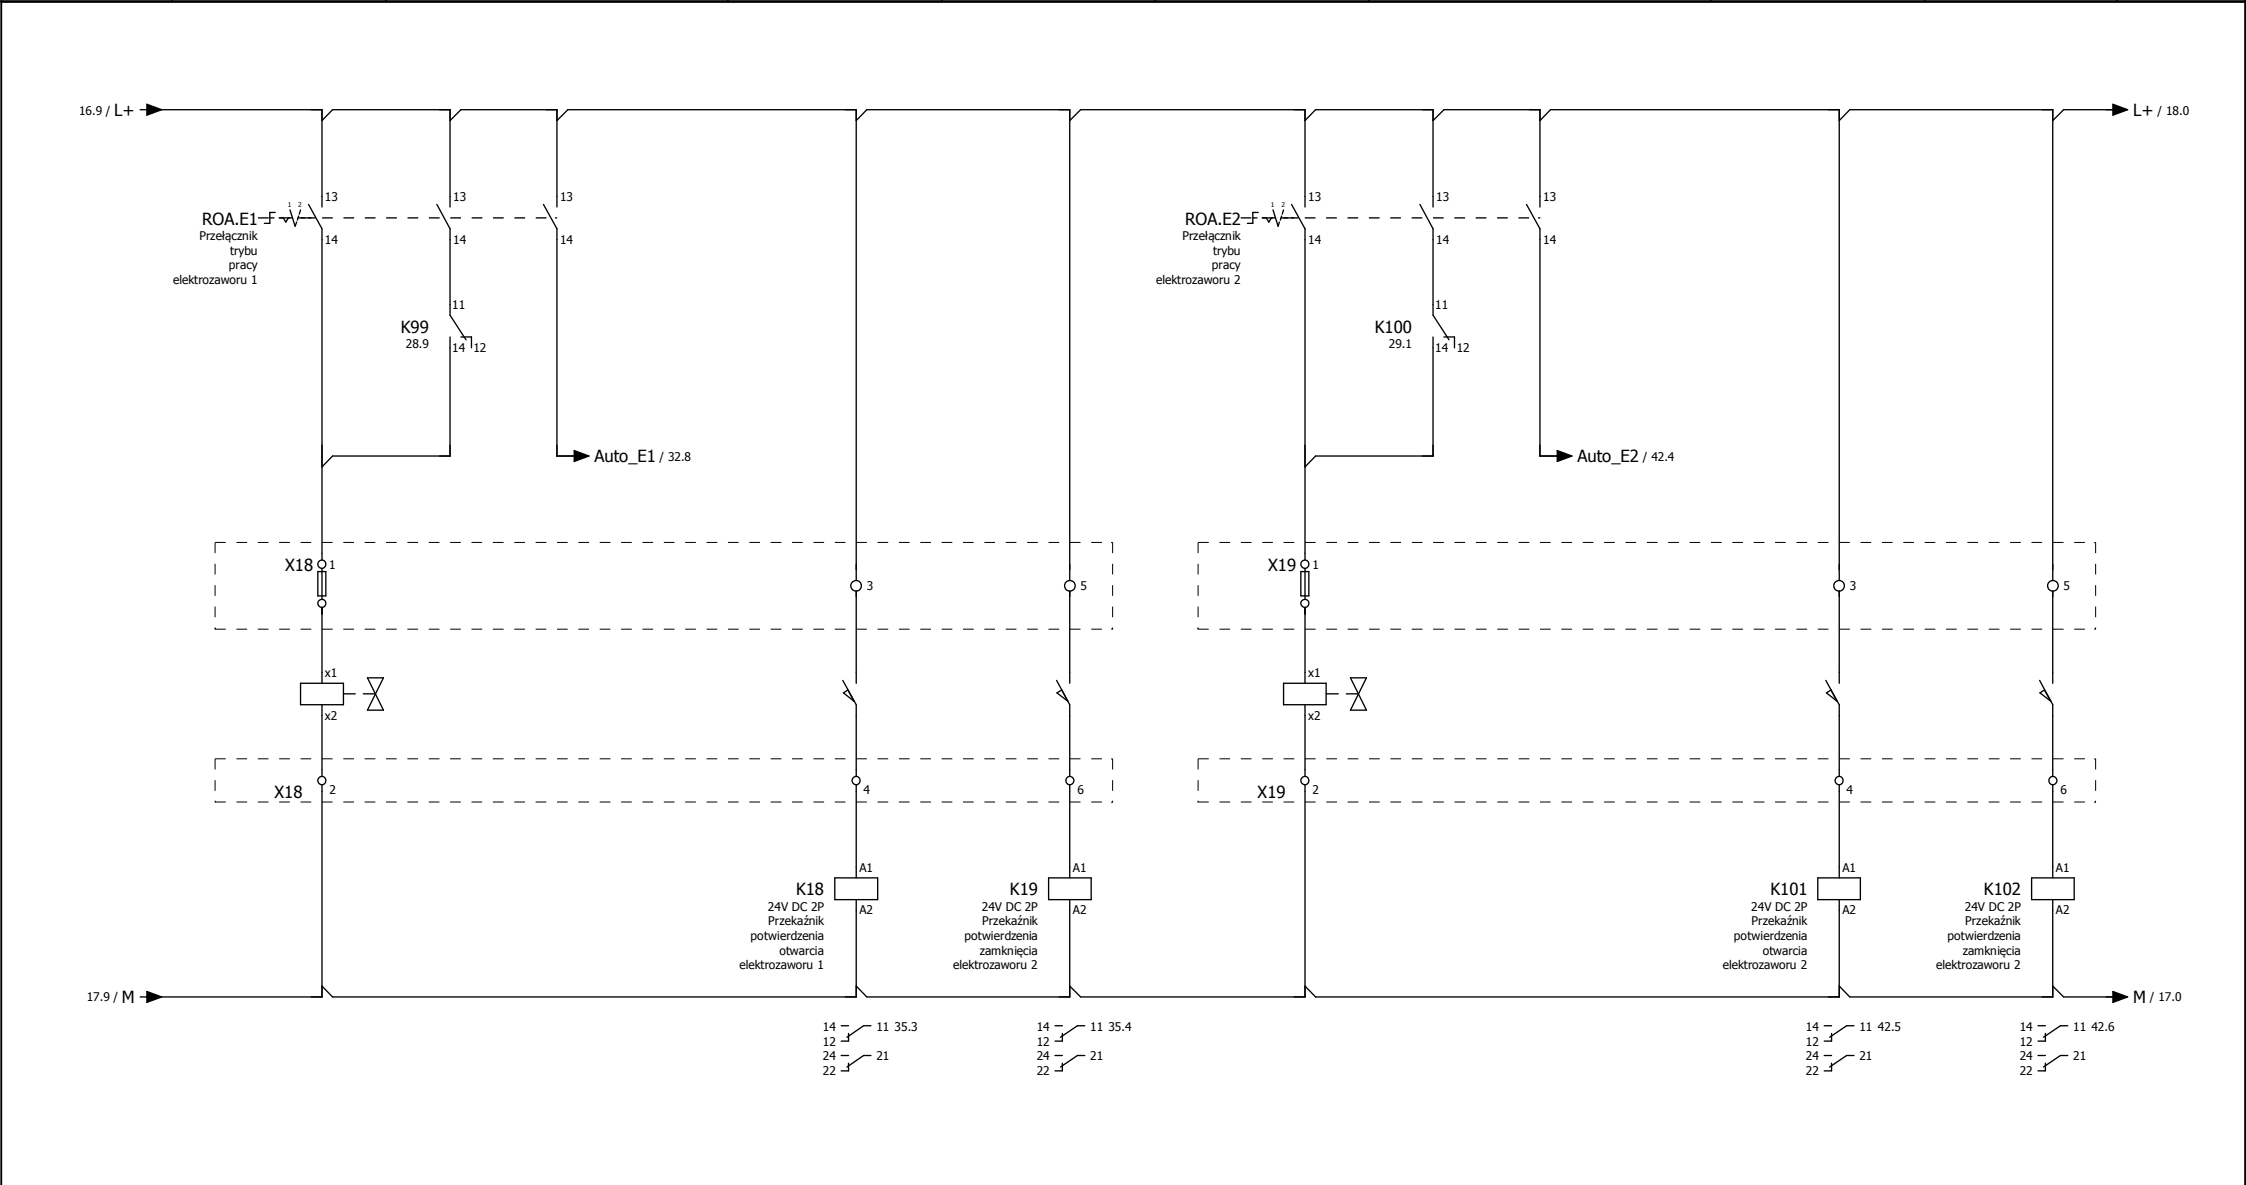 16.9 / L+
L+ / 18.0
13
13
13
13
13
13
1 2
1 2
ROA.E1
Przełącznik
trybu
pracy
elektrozaworu 1
14
14
14
ROA.E2
Przełącznik
trybu
pracy
elektrozaworu 2
14
14
14
11
K99
28.9
14 12
11
K100
29.1
14 12
Auto_E1 / 32.8
Auto_E2 / 42.4
X18 1
3
5
X19 1
3
5
x1
x2
x1
x2
X18 2
4
6
X19 2
4
6
A1
K18
24V DC 2P
Przekaźnik
potwierdzenia
otwarcia
elektrozaworu 1
A2
A1
K19
24V DC 2P
Przekaźnik
potwierdzenia
zamknięcia
elektrozaworu 2
A2
A1
K101
24V DC 2P
Przekaźnik
potwierdzenia
otwarcia
elektrozaworu 2
A2
A1
K102
24V DC 2P
Przekaźnik
potwierdzenia
zamknięcia
elektrozaworu 2
A2
17.9 / M
M / 17.0
14 11 35.3
12
24 21
22
14 11 35.4
12
24 21
22
14 11 42.5
12
24 21
22
14 11 42.6
12
24 21
22